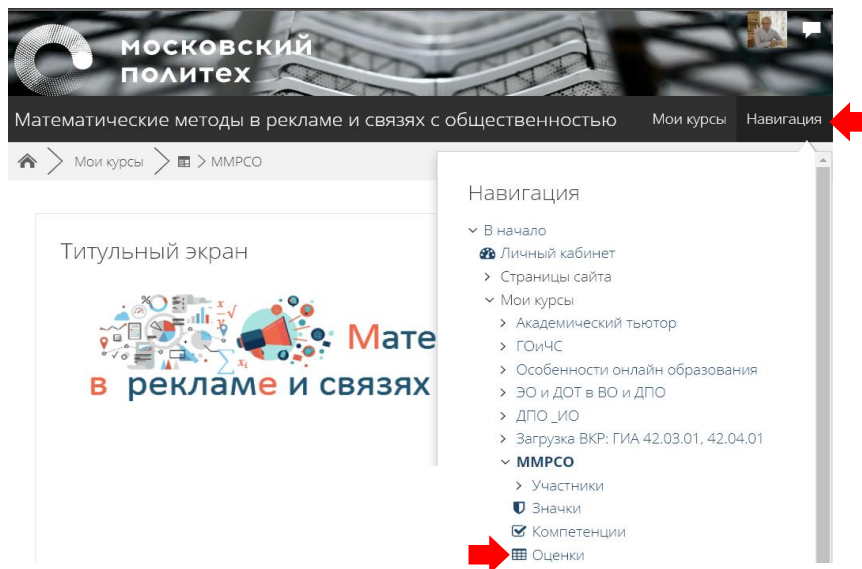 московский
политех
Математические методы в рекламе и связях с общественностью Мои курсы Навигация
Мои курсы > ММРСО
Навигация
В начало
Титульный экран
Личный кабинет
Страницы сайта
Мои курсы
Академический тьютор
ГОиЧС
Особенности онлайн образования
ЭО и ДОТ в ВО и ДПО
ДПО _ИО
Загрузка ВКР: ГИА 42.03.01, 42.04.01
ММРСО
Участники
Значки
Компетенции
Оценки
x/y √
Σ xi
Мате
в рекламе и связях